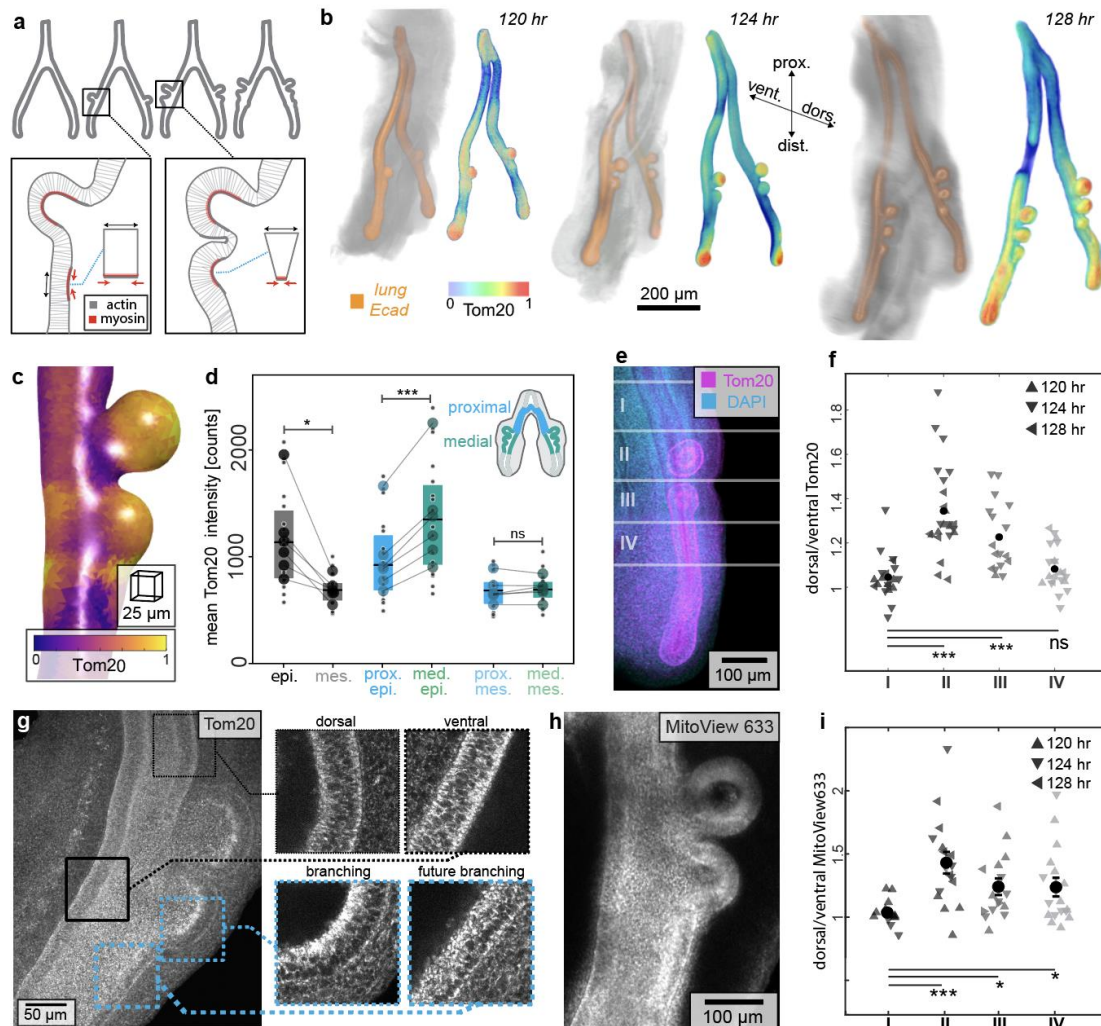 a
actin
myosin
b
120 hr
124 hr
128 hr
prox.
vent.
dors.
dist.
lung
Ecad
0
1
Tom20
200 µm
c
25 µm
0
1
Tom20
d
mean Tom20 intensity [counts]
2000
1000
0
*
***
ns
proximal
medial
epi.
mes.
prox.
epi.
med.
epi.
prox.
mes.
med.
mes.
e
Tom20
DAPI
I
II
III
IV
100 µm
f
dorsal/ventral Tom20
1.8
1.6
1.4
1.2
1
120 hr
124 hr
128 hr
***
***
ns
I
II
III
IV
g
Tom20
50 µm
dorsal
ventral
branching
future branching
h
MitoView 633
100 µm
i
dorsal/ventral MitoView633
2.5
2
1.5
1
120 hr
124 hr
128 hr
***
*
*
I
II
III
IV